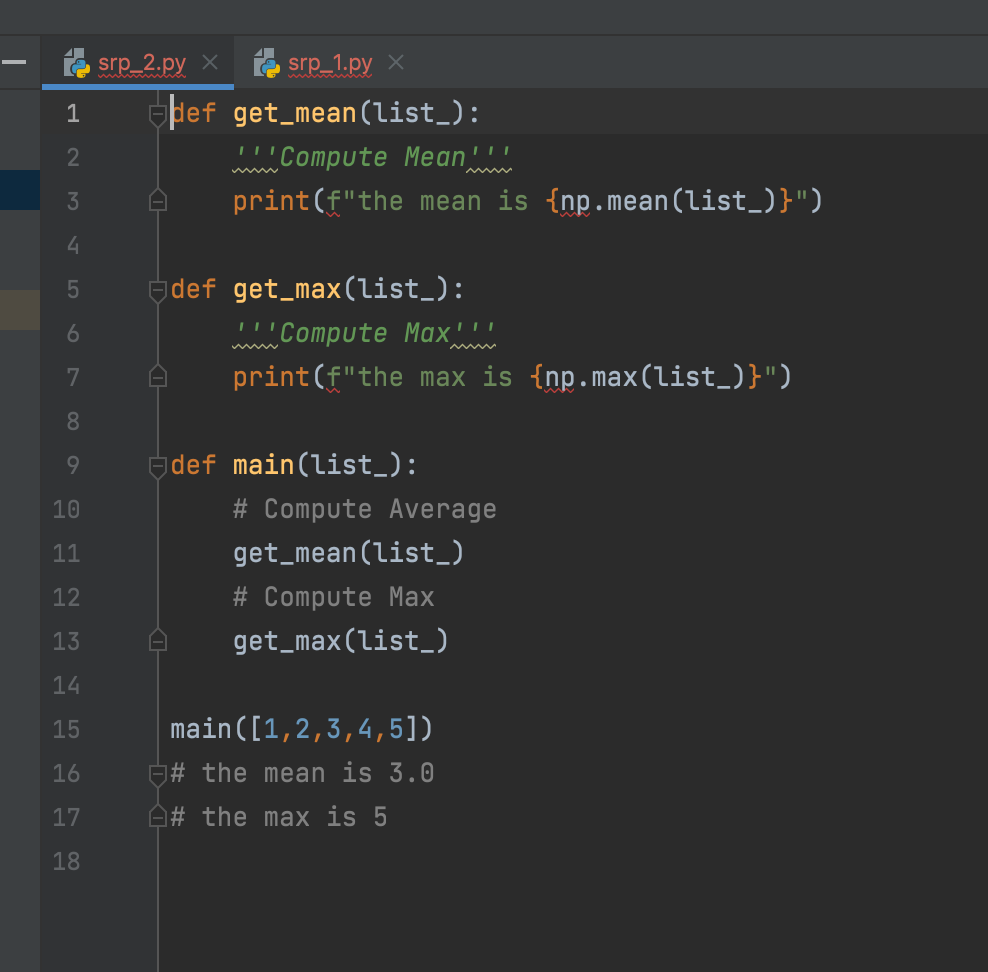 srp_2.py srp_1.py
1 def get_mean(list_):
2     '''Compute Mean'''
3     print(f"the mean is {np.mean(list_)}")
4
5 def get_max(list_):
6     '''Compute Max'''
7     print(f"the max is {np.max(list_)}")
8
9 def main(list_):
10     # Compute Average
11     get_mean(list_)
12     # Compute Max
13     get_max(list_)
14
15 main([1,2,3,4,5])
16 # the mean is 3.0
17 # the max is 5
18